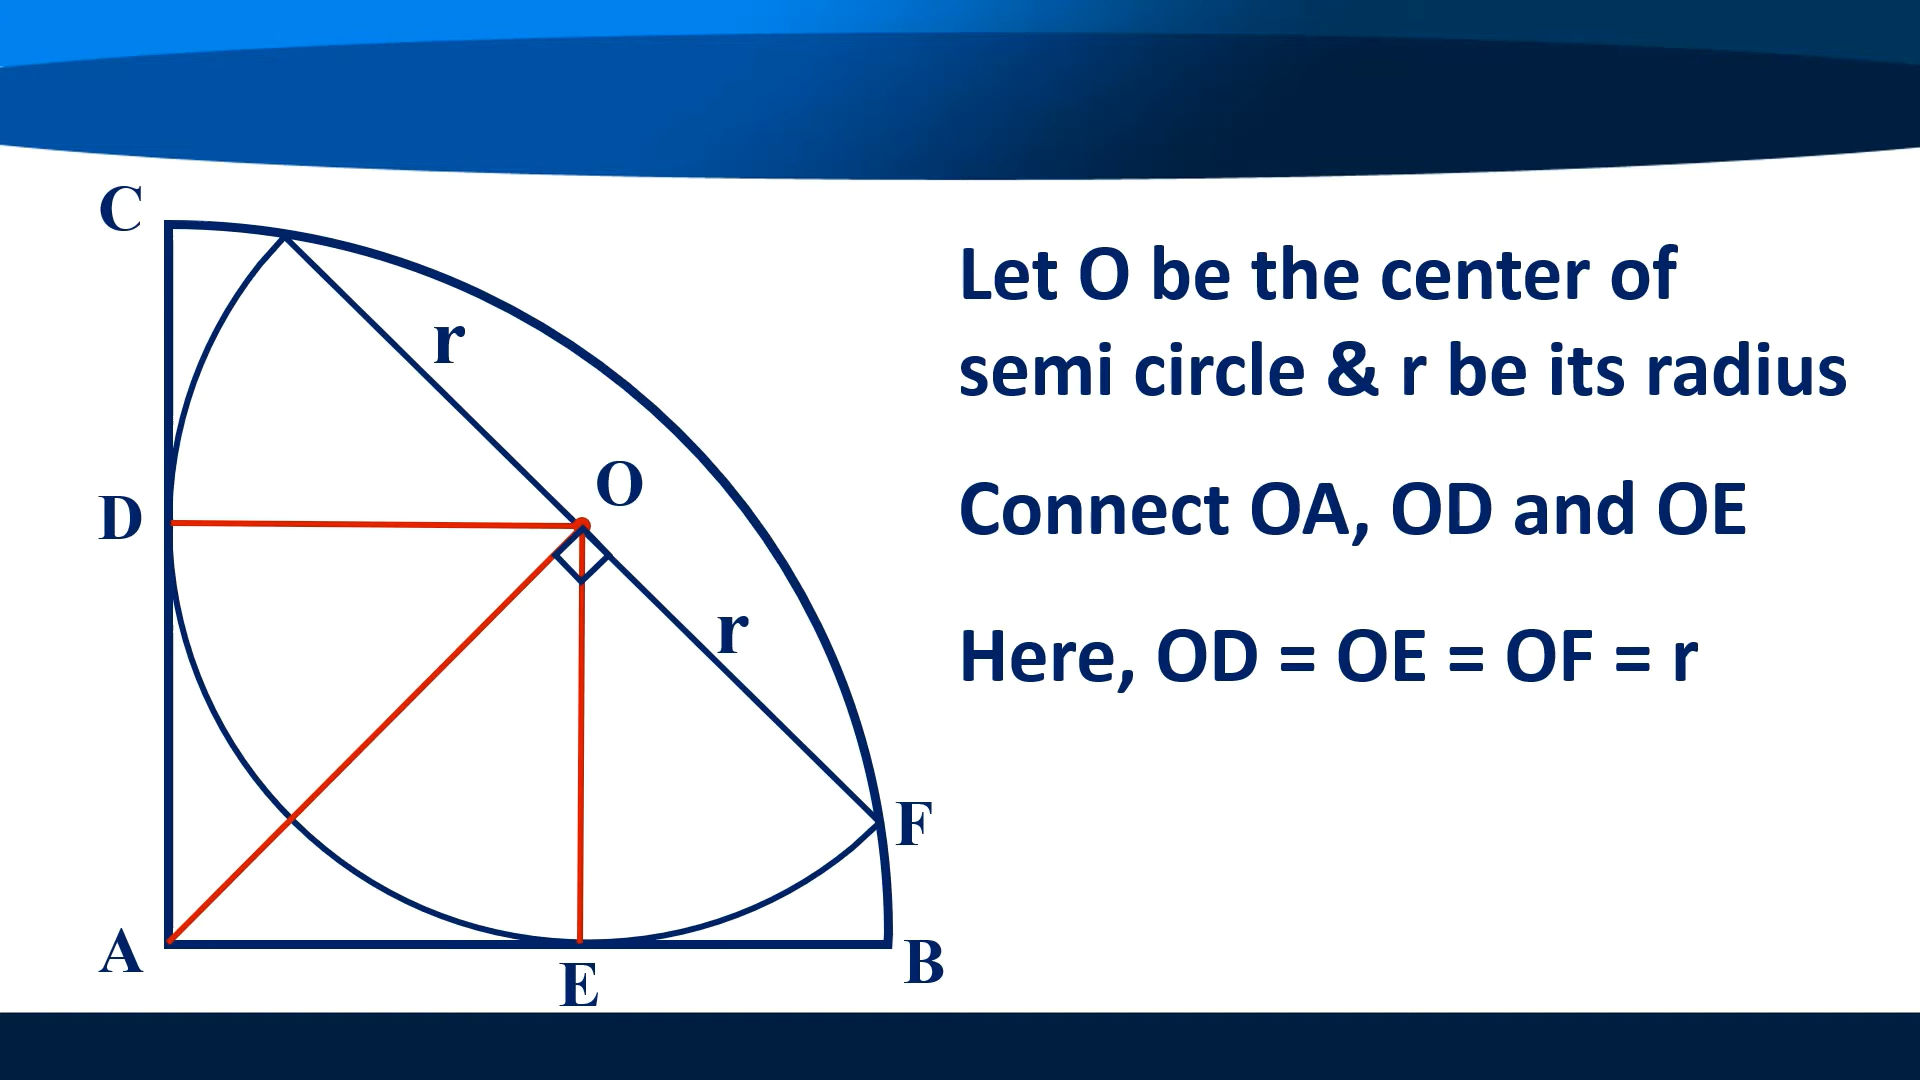 C
r
O
D
r
F
A
E
B
Let O be the center of
semi circle & r be its radius
Connect OA, OD and OE
Here, OD = OE = OF = r